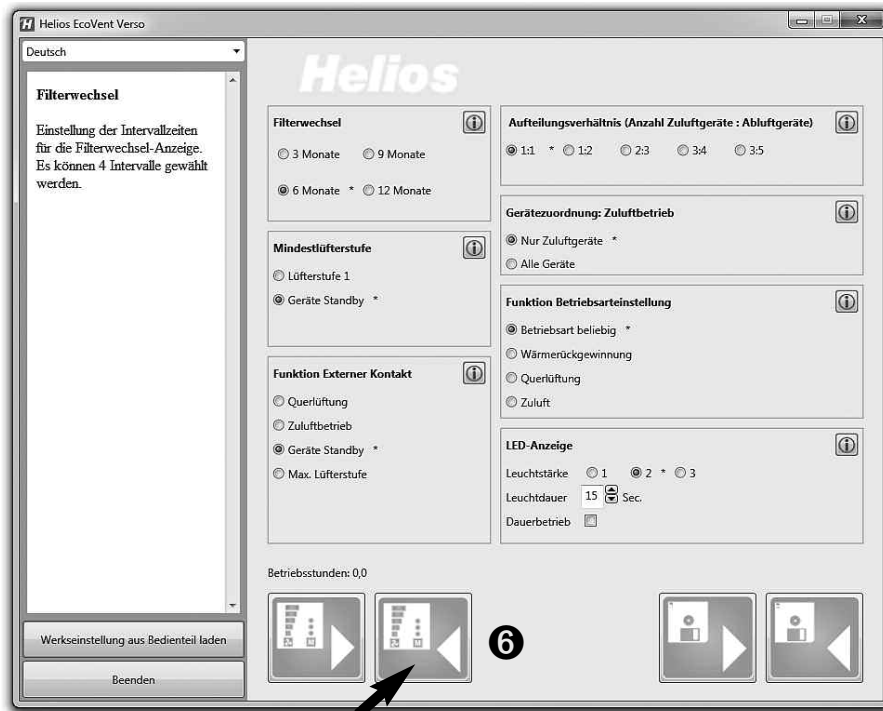 Helios EcoVent Verso
Deutsch
Filterwechsel
Einstellung der Intervallzeiten
für die Filterwechsel-Anzeige.
Es können 4 Intervalle gewählt
werden.
Werkseinstellung aus Bedienteil laden
Beenden
Helios
Filterwechsel
3 Monate 9 Monate
6 Monate * 12 Monate
Mindestlüfterstufe
Lüfterstufe 1
Geräte Standby *
Funktion Externer Kontakt
Querlüftung
Zuluftbetrieb
Geräte Standby *
Max. Lüfterstufe
Aufteilungsverhältnis (Anzahl Zuluftgeräte : Abluftgeräte)
1:1 * 1:2 2:3 3:4 3:5
Gerätezuordnung: Zuluftbetrieb
Nur Zuluftgeräte *
Alle Geräte
Funktion Betriebsarteinstellung
Betriebsart beliebig *
Wärmerückgewinnung
Querlüftung
Zuluft
LED-Anzeige
Leuchtstärke 1 2 * 3
Leuchtdauer 15 Sec.
Dauerbetrieb
Betriebsstunden: 0,0
❻